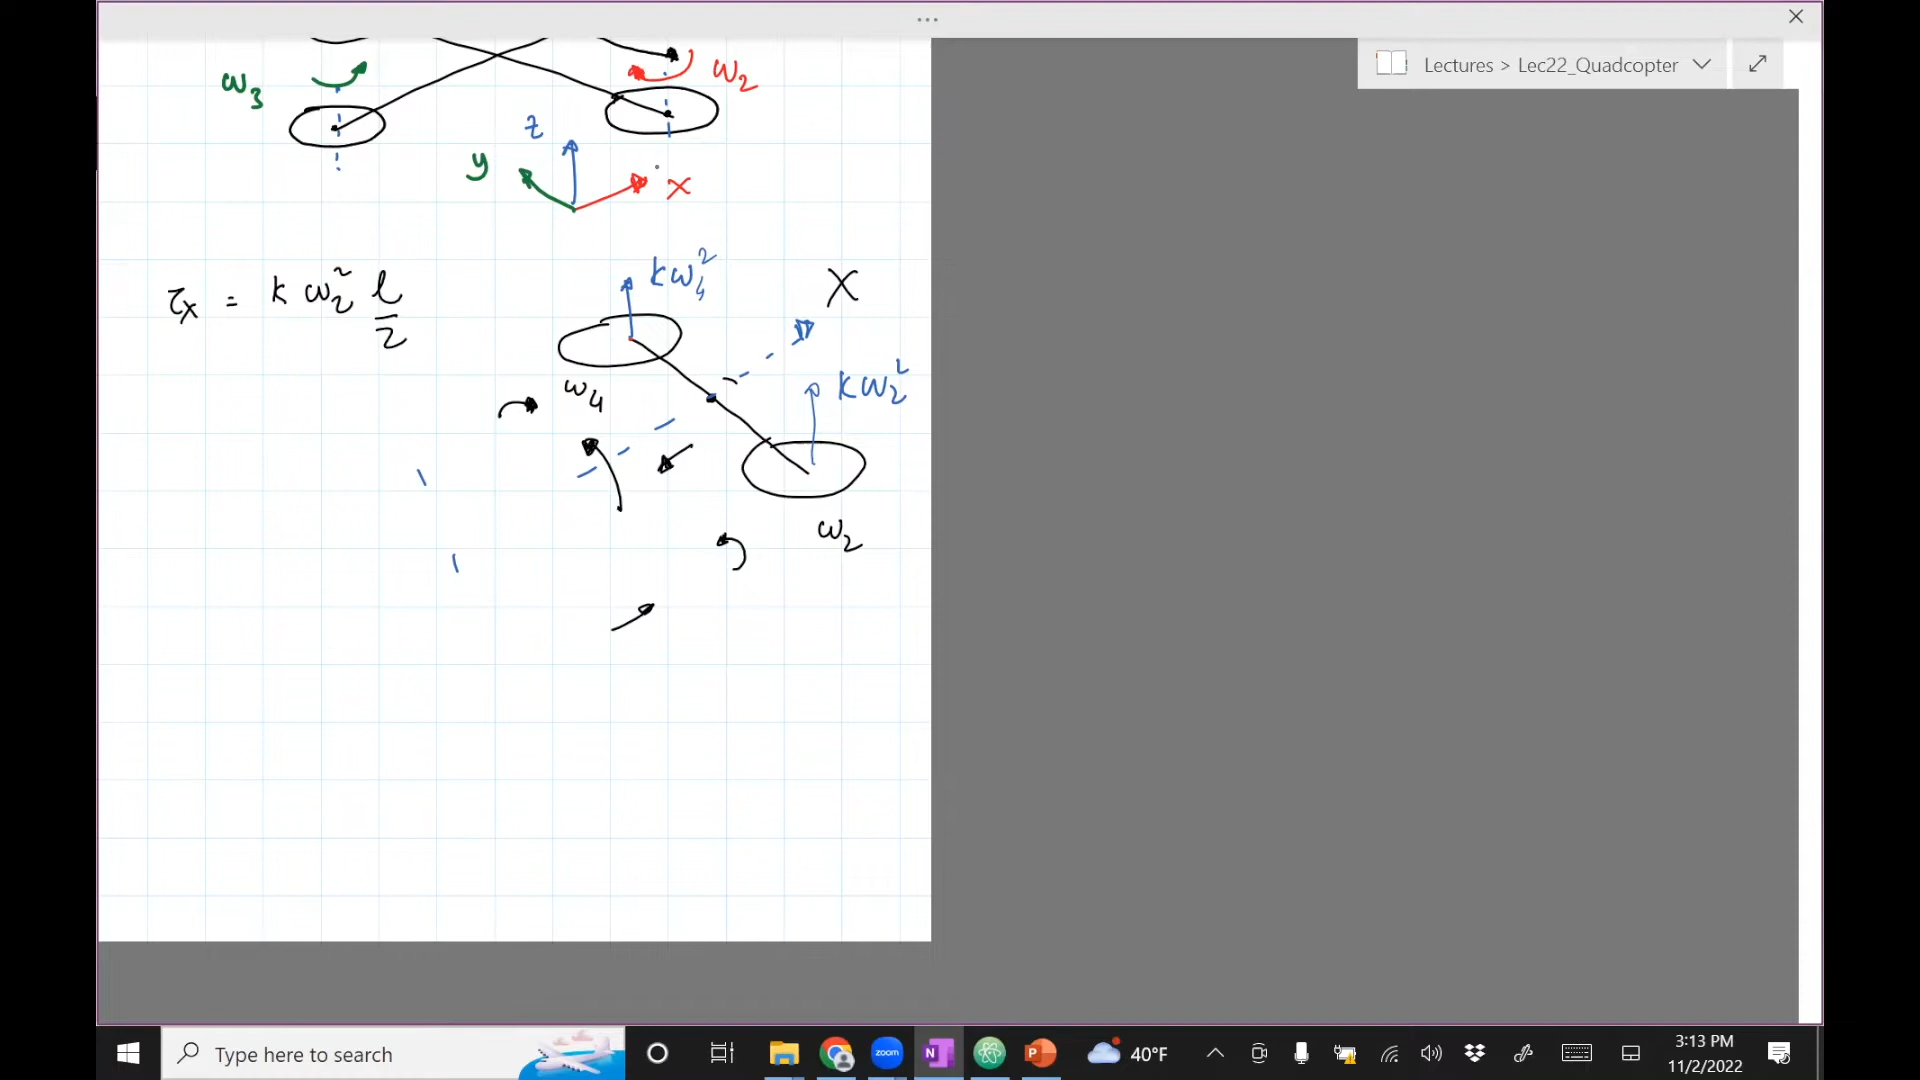 Lectures > Lec22_Quadcopter
ω3
ω2
z
y
x
τx = k ω2² l/2
kω4²
X
kω2²
ω4
ω2
Type here to search
zoom
N
P
40°F
3:13 PM
11/2/2022